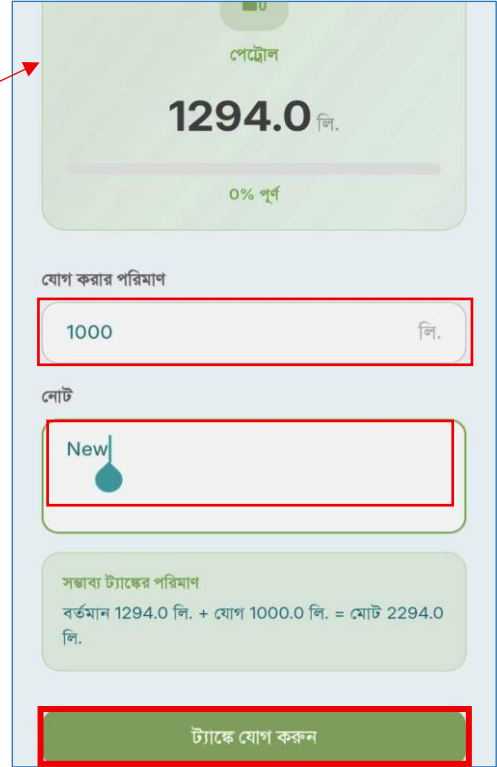 পেট্রোল
1294.0 লি.
0% পূর্ণ
যোগ করার পরিমাণ
1000 লি.
নোট
New
সম্ভাব্য ট্যাঙ্কের পরিমাণ
বর্তমান 1294.0 লি. + যোগ 1000.0 লি. = মোট 2294.0
লি.
ট্যাঙ্কে যোগ করুন